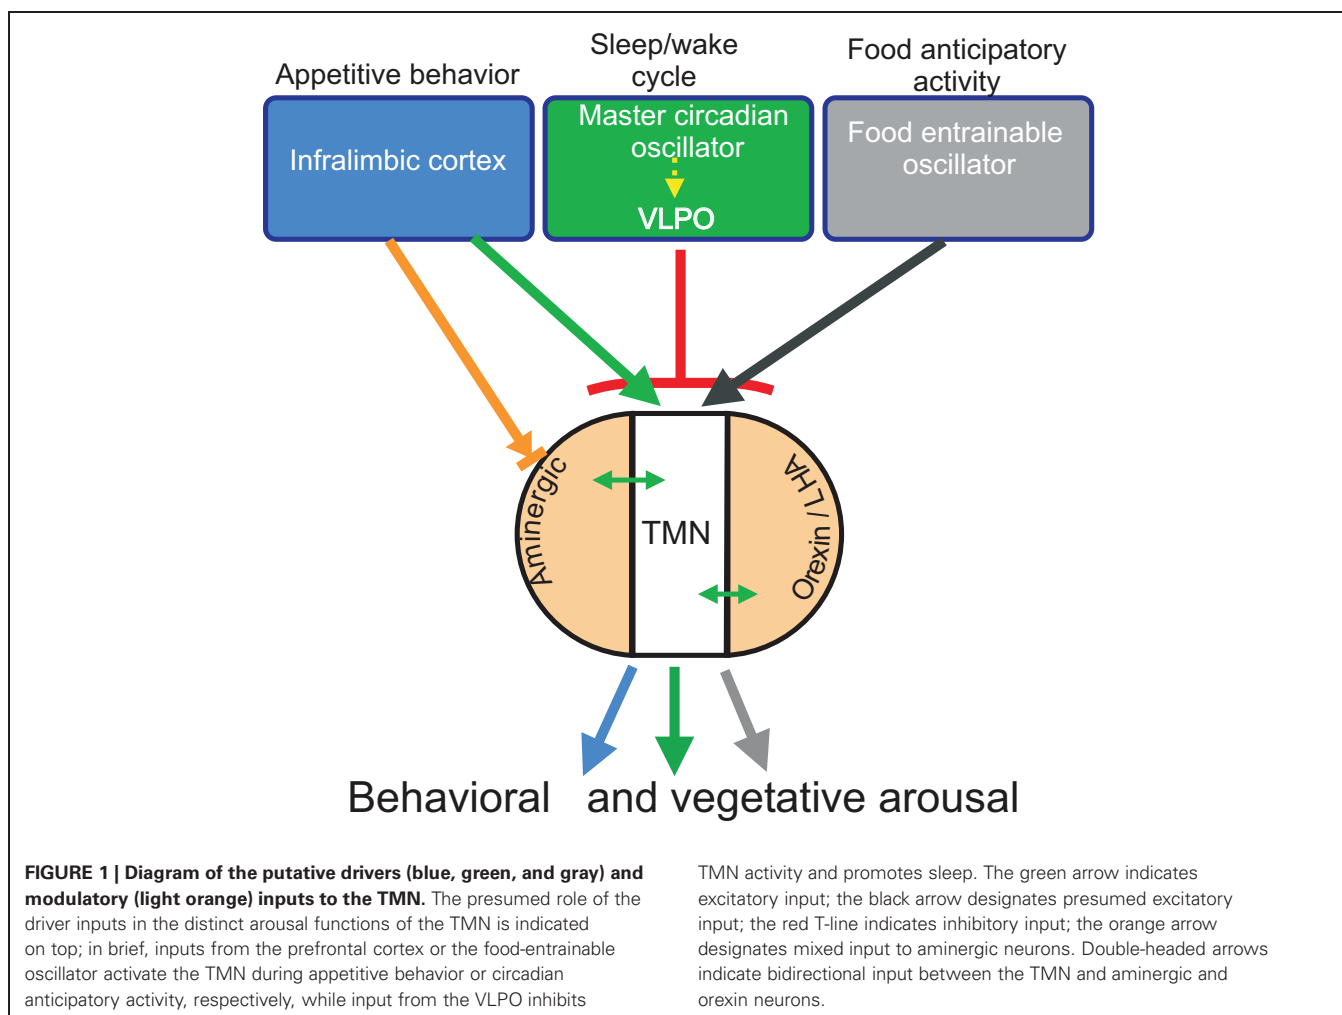 Appetitive behavior
Sleep/wake
cycle
Food anticipatory
activity
Infralimbic cortex
Master circadian
oscillator
VLPO
Food entrainable
oscillator
Aminergic
TMN
Orexin / LHA
Behavioral and vegetative arousal
FIGURE 1 | Diagram of the putative drivers (blue, green, and gray) and
modulatory (light orange) inputs to the TMN. The presumed role of the
driver inputs in the distinct arousal functions of the TMN is indicated
on top; in brief, inputs from the prefrontal cortex or the food-entrainable
oscillator activate the TMN during appetitive behavior or circadian
anticipatory activity, respectively, while input from the VLPO inhibits
TMN activity and promotes sleep. The green arrow indicates
excitatory input; the black arrow designates presumed excitatory
input; the red T-line indicates inhibitory input; the orange arrow
designates mixed input to aminergic neurons. Double-headed arrows
indicate bidirectional input between the TMN and aminergic and
orexin neurons.